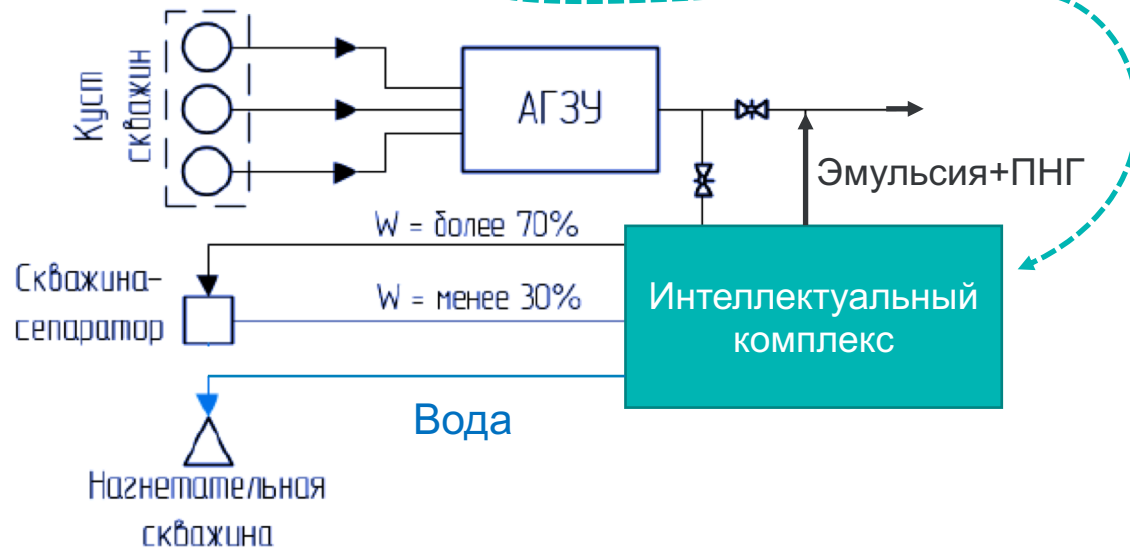 Куст
скважин
АГЗУ
Эмульсия+ПНГ
W = более 70%
Скважина-
сепаратор
W = менее 30%
Интеллектуальный
комплекс
Вода
Нагнетательная
скважина